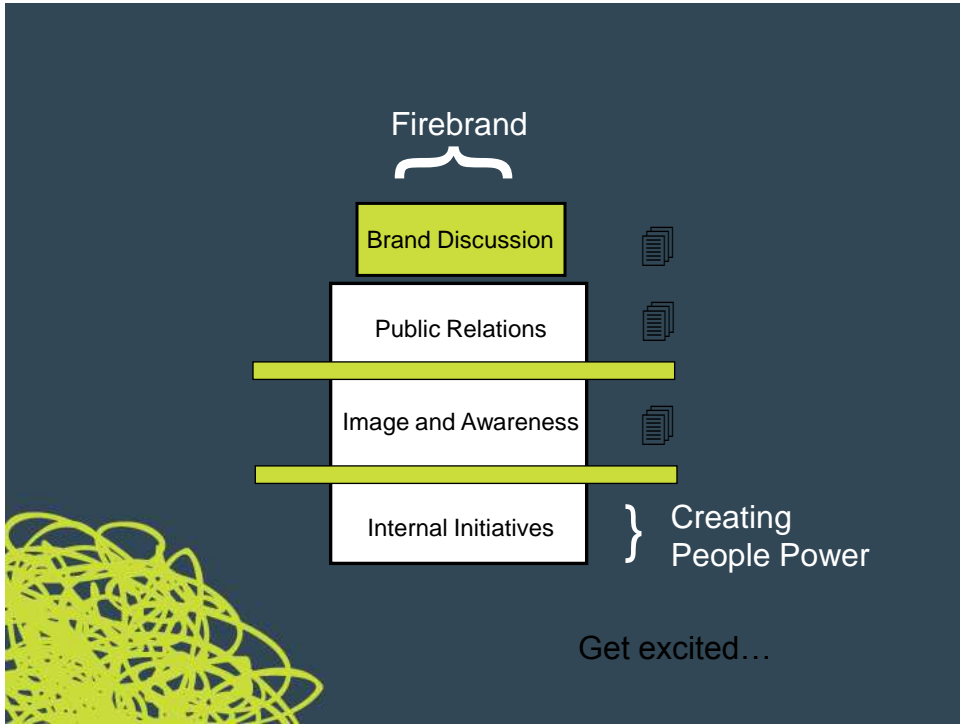 Firebrand
Brand Discussion
Public Relations
Image and Awareness
Internal Initiatives
Creating
People Power
Get excited…